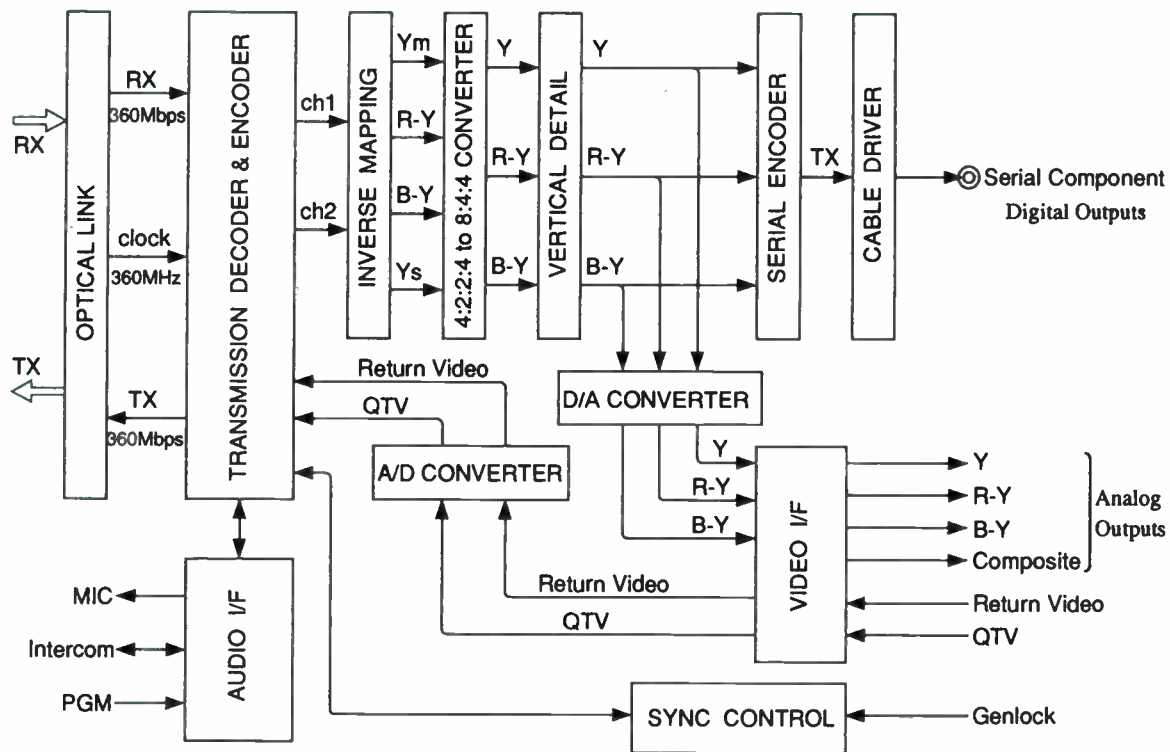 RX
OPTICAL LINK
TX
RX
360Mbps
clock
360MHz
TX
360Mbps
TRANSMISSION DECODER & ENCODER
ch1
ch2
INVERSE MAPPING
Ym
R-Y
B-Y
Ys
4:2:2:4 to 8:4:4 CONVERTER
Y
R-Y
B-Y
VERTICAL DETAIL
Y
R-Y
B-Y
SERIAL ENCODER
TX
CABLE DRIVER
Serial Component
Digital Outputs
Return Video
QTV
A/D CONVERTER
D/A CONVERTER
Y
R-Y
B-Y
VIDEO I/F
Y
R-Y
B-Y
Composite
Analog
Outputs
Return Video
QTV
Return Video
QTV
MIC
Intercom
PGM
AUDIO I/F
SYNC CONTROL
Genlock